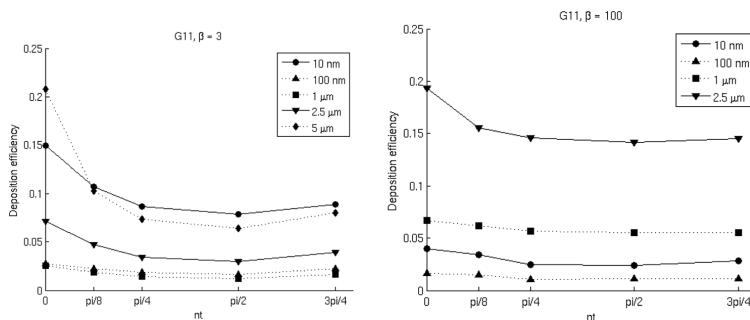 G11, β = 3
Deposition efficiency
0.25
0.2
0.15
0.1
0.05
0
0 pi/8 pi/4 pi/2 3pi/4
nt
10 nm
100 nm
1 μm
2.5 μm
5 μm
G11, β = 100
Deposition efficiency
0.25
0.2
0.15
0.1
0.05
0
0 pi/8 pi/4 pi/2 3pi/4
nt
10 nm
100 nm
1 μm
2.5 μm